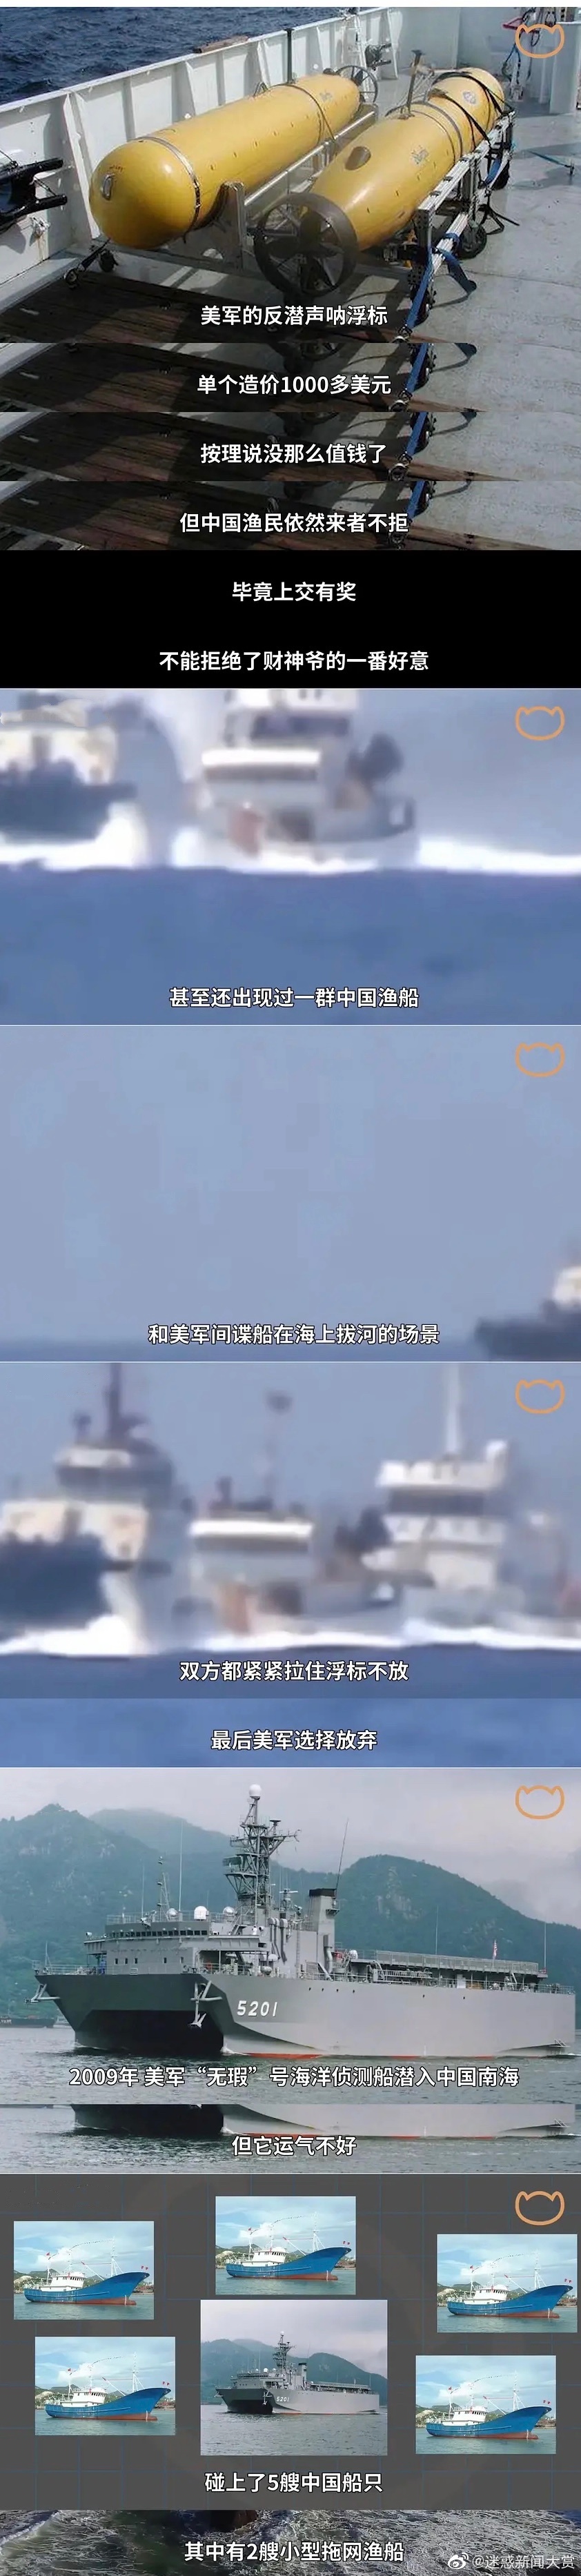 美军的反潜声呐浮标
单个造价1000多美元
按理说没那么值钱了
但中国渔民依然来者不拒
毕竟上交有奖
不能拒绝了财神爷的一番好意
甚至还出现过一群中国渔船
和美军间谍船在海上拔河的场景
双方都紧紧拉住浮标不放
最后美军选择放弃
5201
2009年 美军“无瑕”号海洋侦测船潜入中国南海
但它运气不好
5201
碰上了5艘中国船只
其中有2艘小型拖网渔船
@迷惑新闻大赏